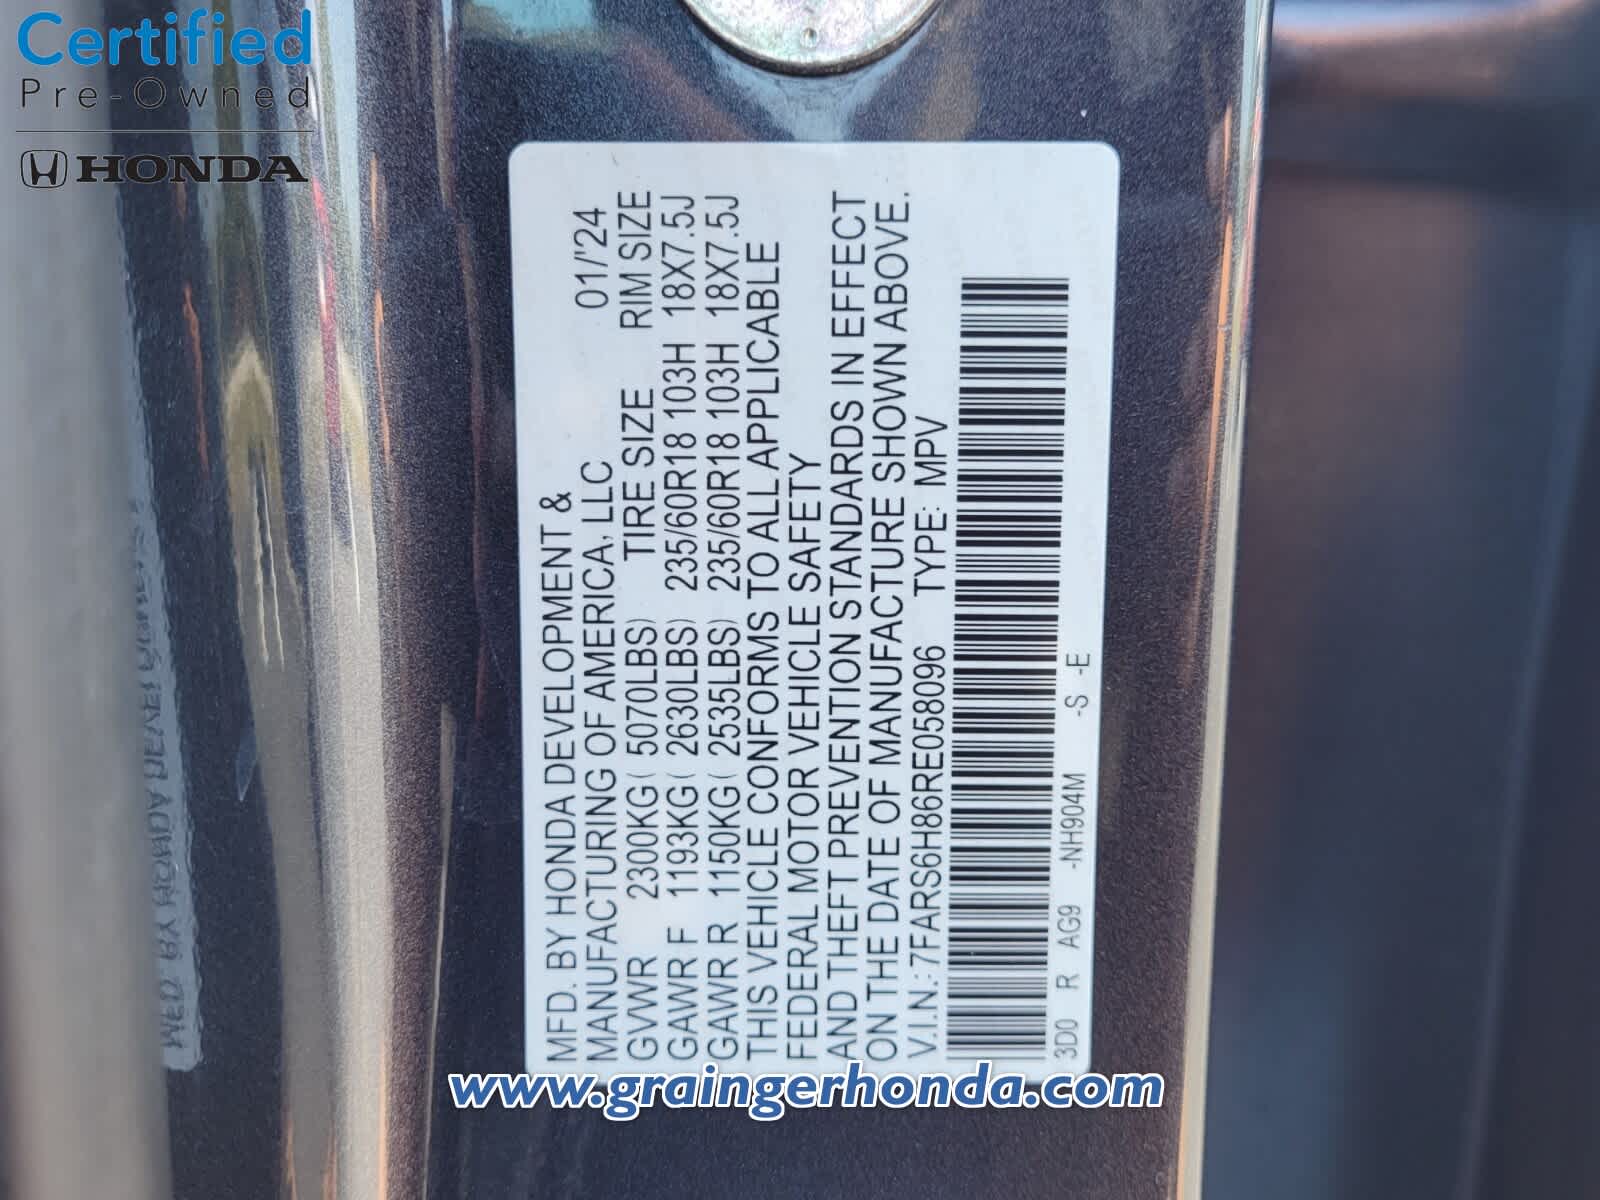 Certified
Pre-Owned
HONDA
MFD. BY HONDA DEVELOPMENT &
MANUFACTURING OF AMERICA, LLC 01/'24
GVWR 2300KG( 5070LBS) TIRE SIZE RIM SIZE
GAWR F 1193KG( 2630LBS) 235/60R18 103H 18X7.5J
GAWR R 1150KG( 2535LBS) 235/60R18 103H 18X7.5J
THIS VEHICLE CONFORMS TO ALL APPLICABLE
FEDERAL MOTOR VEHICLE SAFETY
AND THEFT PREVENTION STANDARDS IN EFFECT
ON THE DATE OF MANUFACTURE SHOWN ABOVE.
V.I.N.: 7FARS6H86RE058096 TYPE: MPV
3D0 R AG9 -NH904M -S -E
www.graingerhonda.com